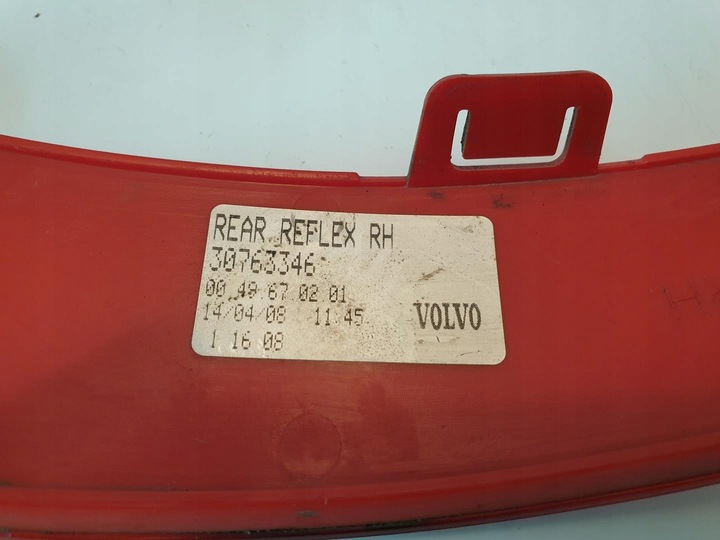 REAR REFLEX RH
30763346
00 49 67 02 01
14/04/08 11.45
VOLVO
1 16 08